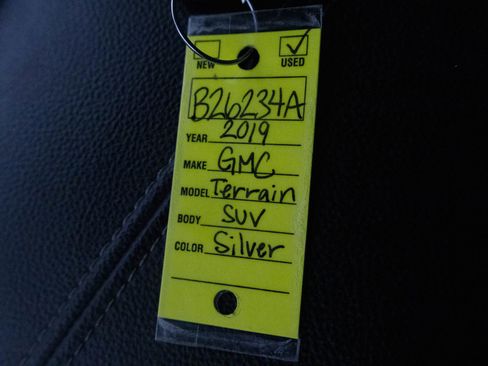 NEW USED
B26234A
YEAR 2019
MAKE GMC
MODEL Terrain
BODY SUV
COLOR Silver